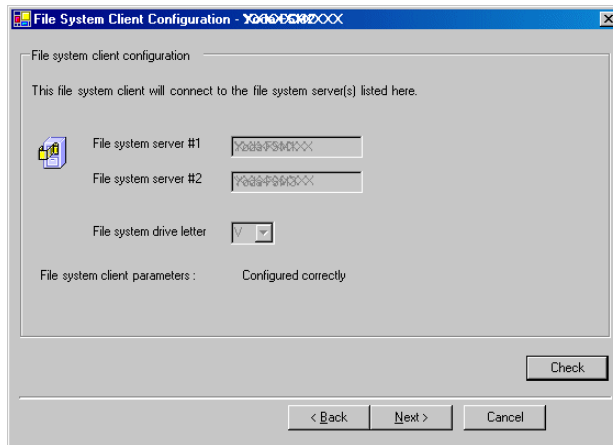 File System Client Configuration -
File system client configuration
This file system client will connect to the file system server(s) listed here.
File system server #1
File system server #2
File system drive letter V
File system client parameters : Configured correctly
Check
< Back Next > Cancel